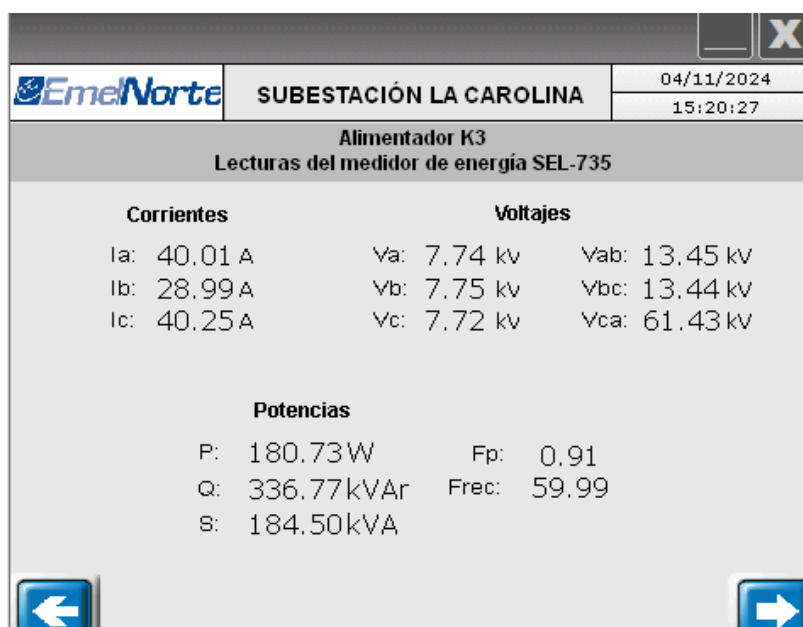 X
EmelNorte
SUBESTACIÓN LA CAROLINA
04/11/2024
15:20:27
Alimentador K3
Lecturas del medidor de energía SEL-735
Corrientes
Voltajes
Ia: 40.01 A
Va: 7.74 kv
Vab: 13.45 kV
Ib: 28.99 A
Vb: 7.75 kv
Vbc: 13.44 kV
Ic: 40.25 A
Vc: 7.72 kv
Vca: 61.43 kV
Potencias
P: 180.73 W
Fp: 0.91
Q: 336.77 kVAr
Frec: 59.99
S: 184.50 kVA